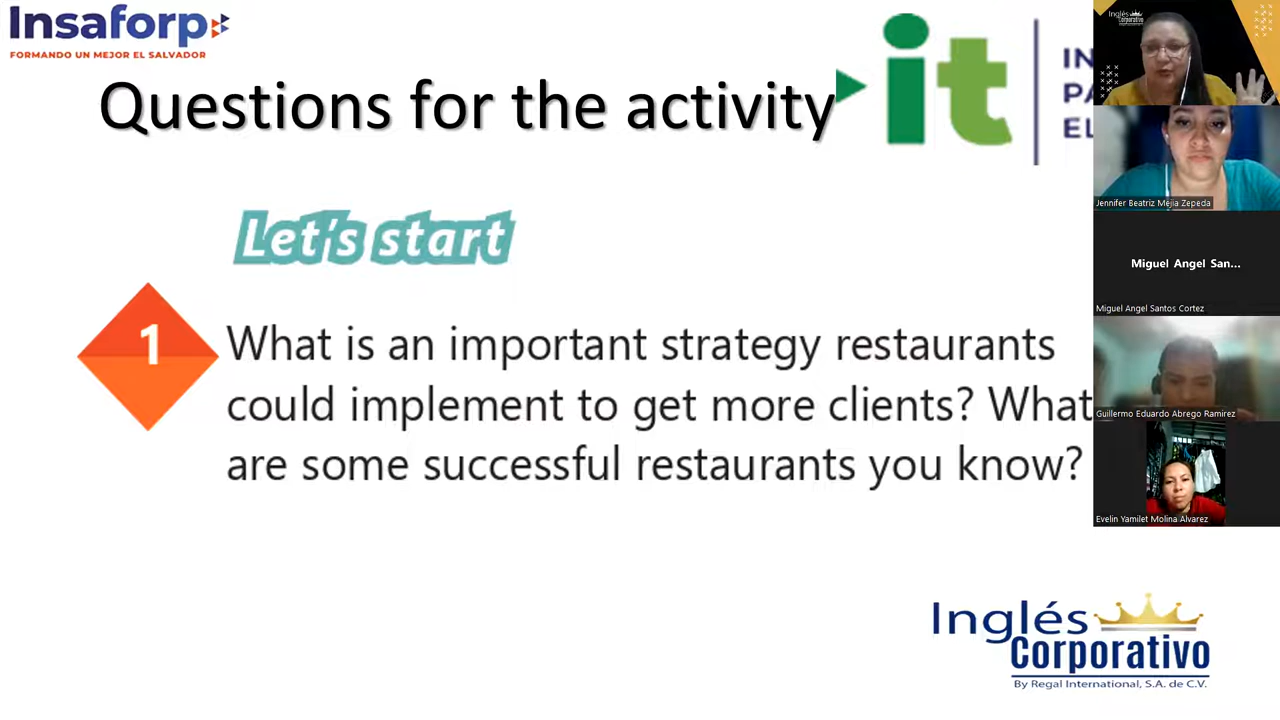 Insaforp
FORMANDO UN MEJOR EL SALVADOR
Questions for the activity
it
IN
PA
EL
Let's start
1
What is an important strategy restaurants
could implement to get more clients? What
are some successful restaurants you know?
Inglés
Corporativo
Jennifer Beatriz Mejia Zepeda
Miguel Angel San...
Miguel Angel Santos Cortez
Guillermo Eduardo Abrego Ramirez
Evelin Yamilet Molina Alvarez
Inglés
Corporativo
By Regal International, S.A. de C.V.